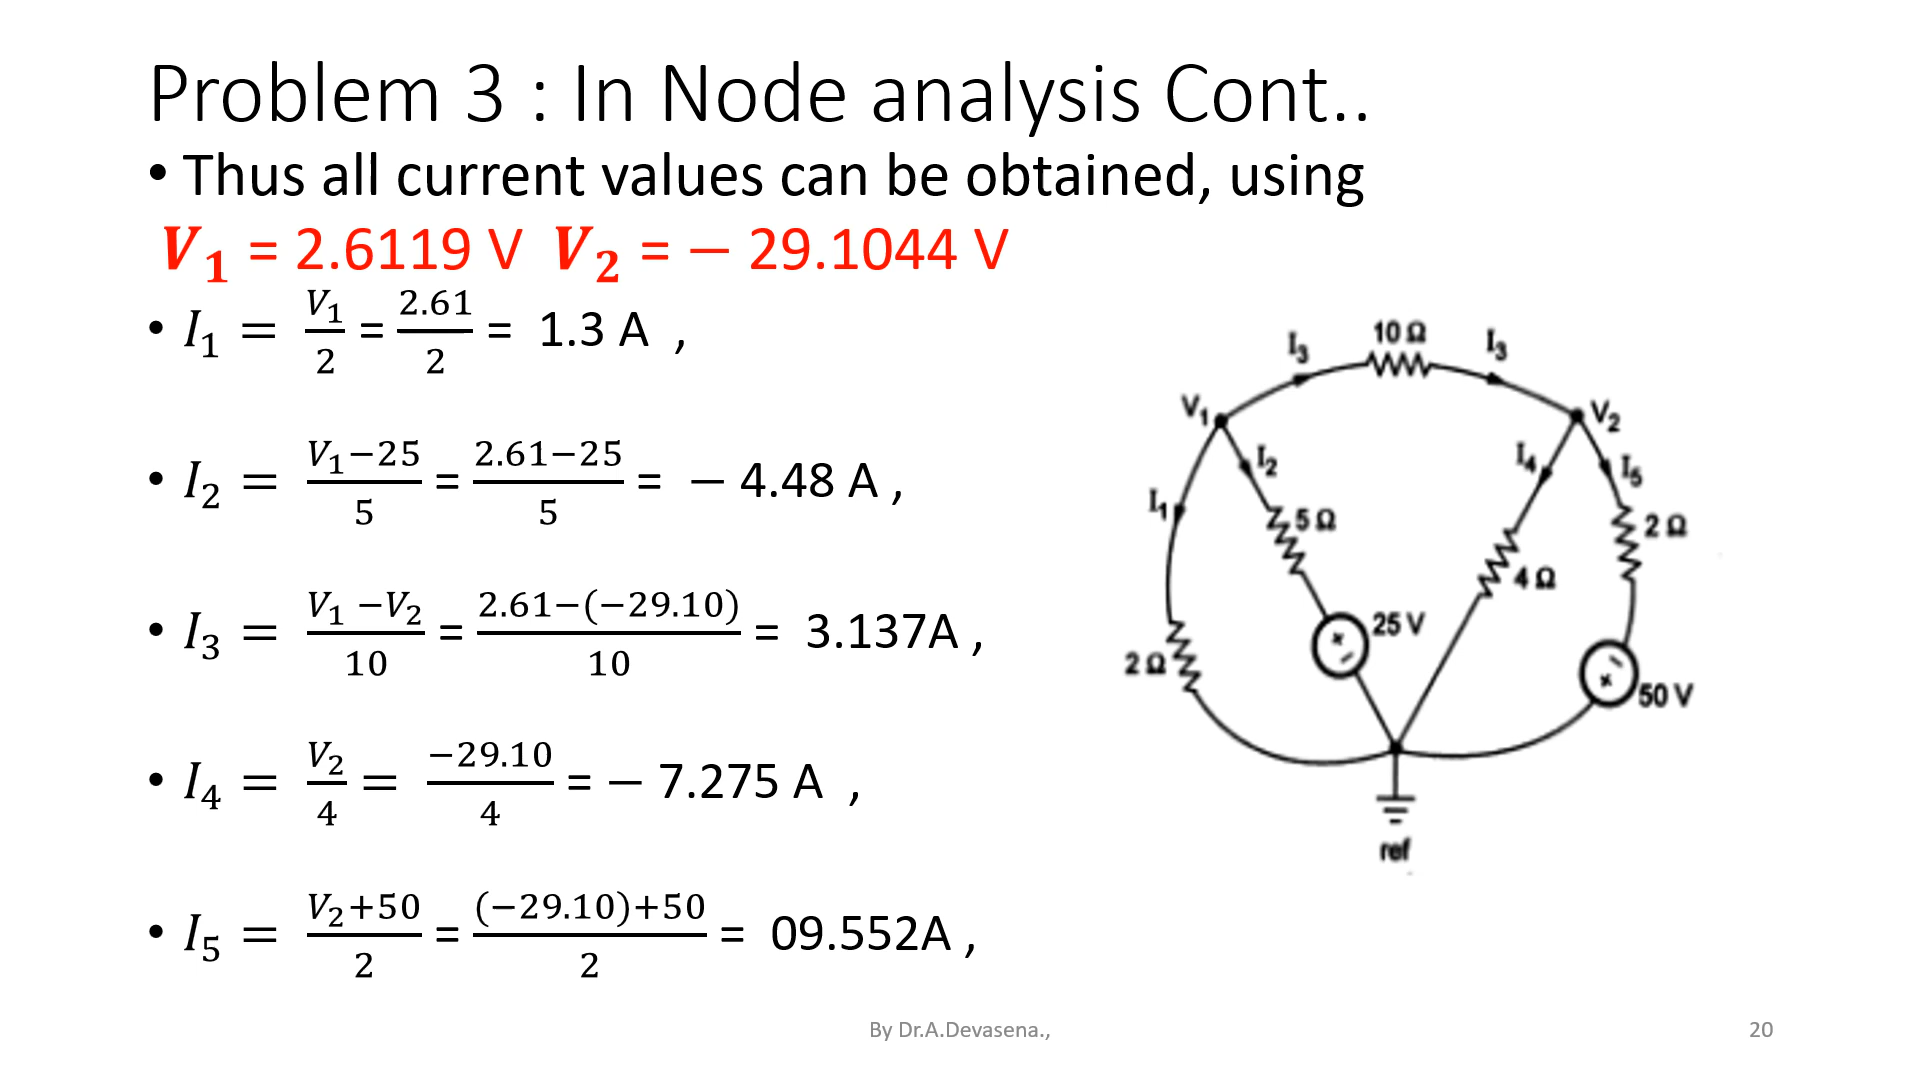 Problem 3 : In Node analysis Cont..
• Thus all current values can be obtained, using
V₁ = 2.6119 V V₂ = − 29.1044 V
• I₁ = V₁/2 = 2.61/2 = 1.3 A ,
• I₂ = V₁−25/5 = 2.61−25/5 = − 4.48 A ,
• I₃ = V₁ −V₂/10 = 2.61−(−29.10)/10 = 3.137A ,
• I₄ = V₂/4 = −29.10/4 = − 7.275 A ,
• I₅ = V₂+50/2 = (−29.10)+50/2 = 09.552A ,
I₃ 10 Ω I₃
V₁ V₂
I₂ I₄ I₅
I₁ 5 Ω 2 Ω
4 Ω
25 V
2 Ω
50 V
ref
By Dr.A.Devasena.,
20